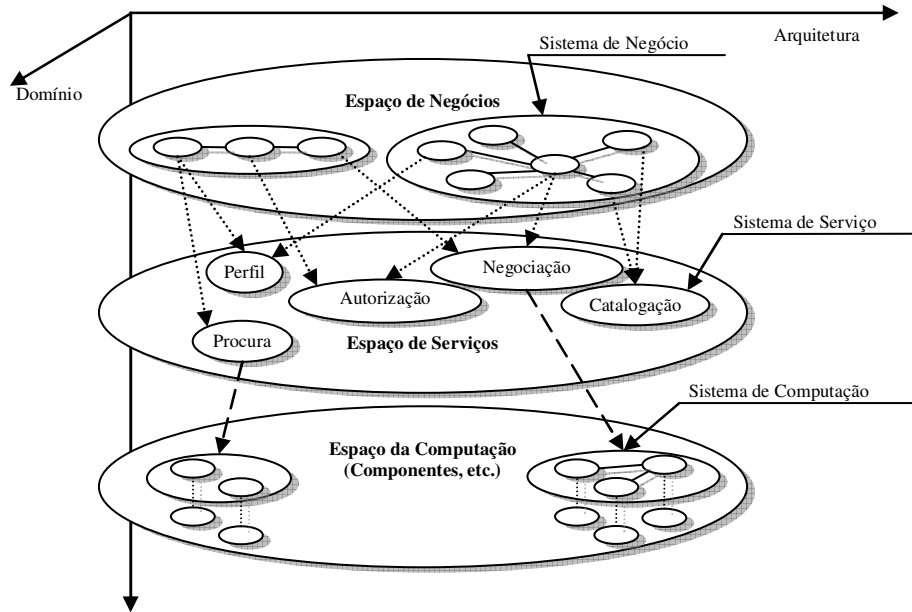 Arquitetura
Sistema de Negócio
Domínio
Espaço de Negócios
Sistema de Serviço
Perfil
Negociação
Autorização
Catalogação
Procura
Espaço de Serviços
Sistema de Computação
Espaço da Computação
(Componentes, etc.)